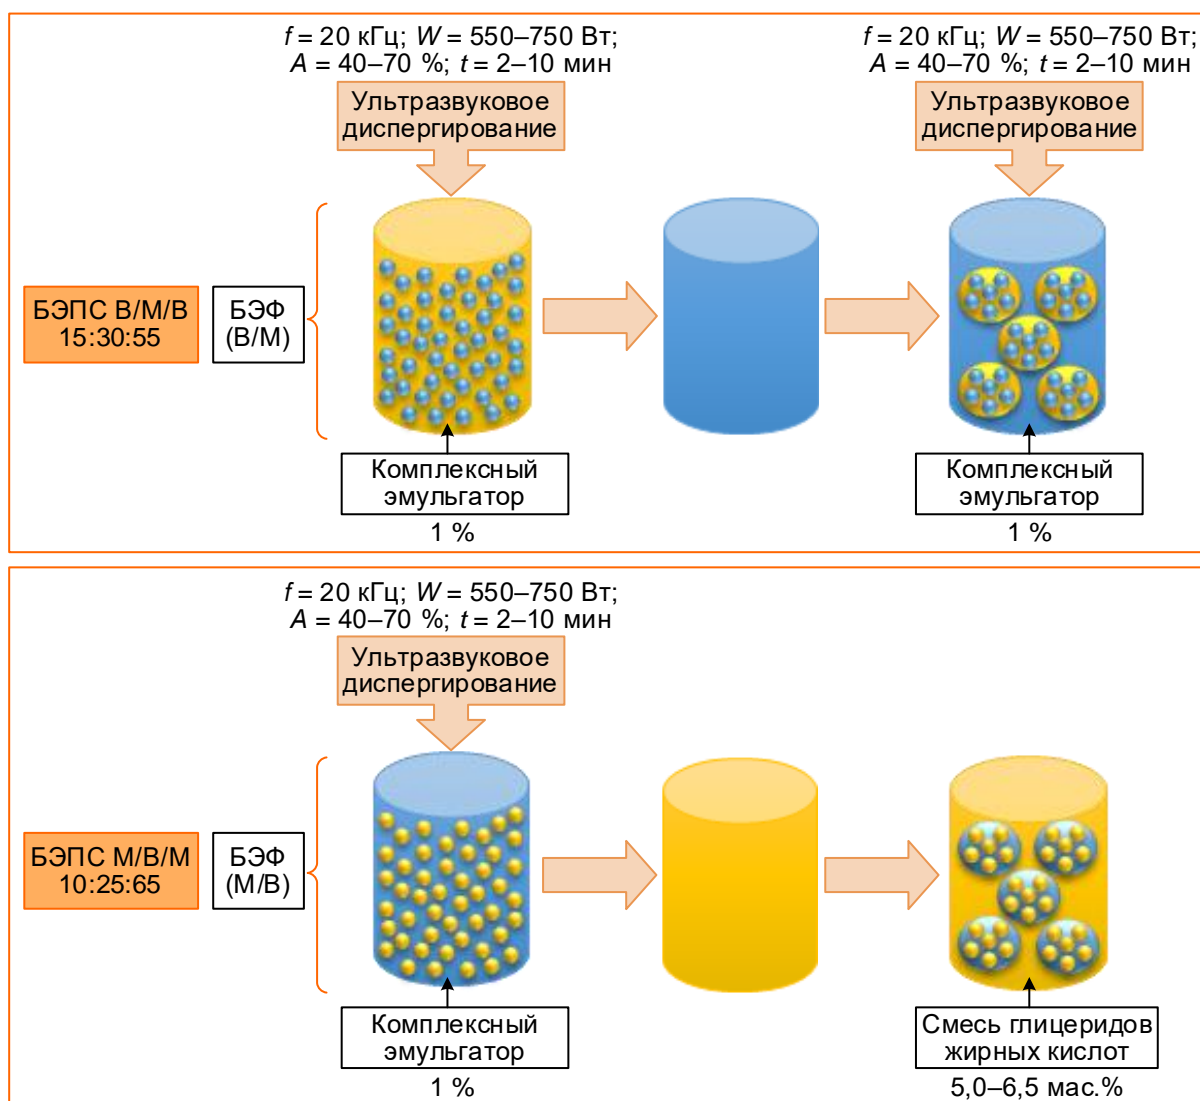 f = 20 кГц; W = 550–750 Вт;
A = 40–70 %; t = 2–10 мин
Ультразвуковое
диспергирование
f = 20 кГц; W = 550–750 Вт;
A = 40–70 %; t = 2–10 мин
Ультразвуковое
диспергирование
БЭПС В/М/В
15:30:55
БЭФ
(В/М)
Комплексный
эмульгатор
1 %
Комплексный
эмульгатор
1 %
f = 20 кГц; W = 550–750 Вт;
A = 40–70 %; t = 2–10 мин
Ультразвуковое
диспергирование
БЭПС М/В/М
10:25:65
БЭФ
(М/В)
Комплексный
эмульгатор
1 %
Смесь глицеридов
жирных кислот
5,0–6,5 мас.%